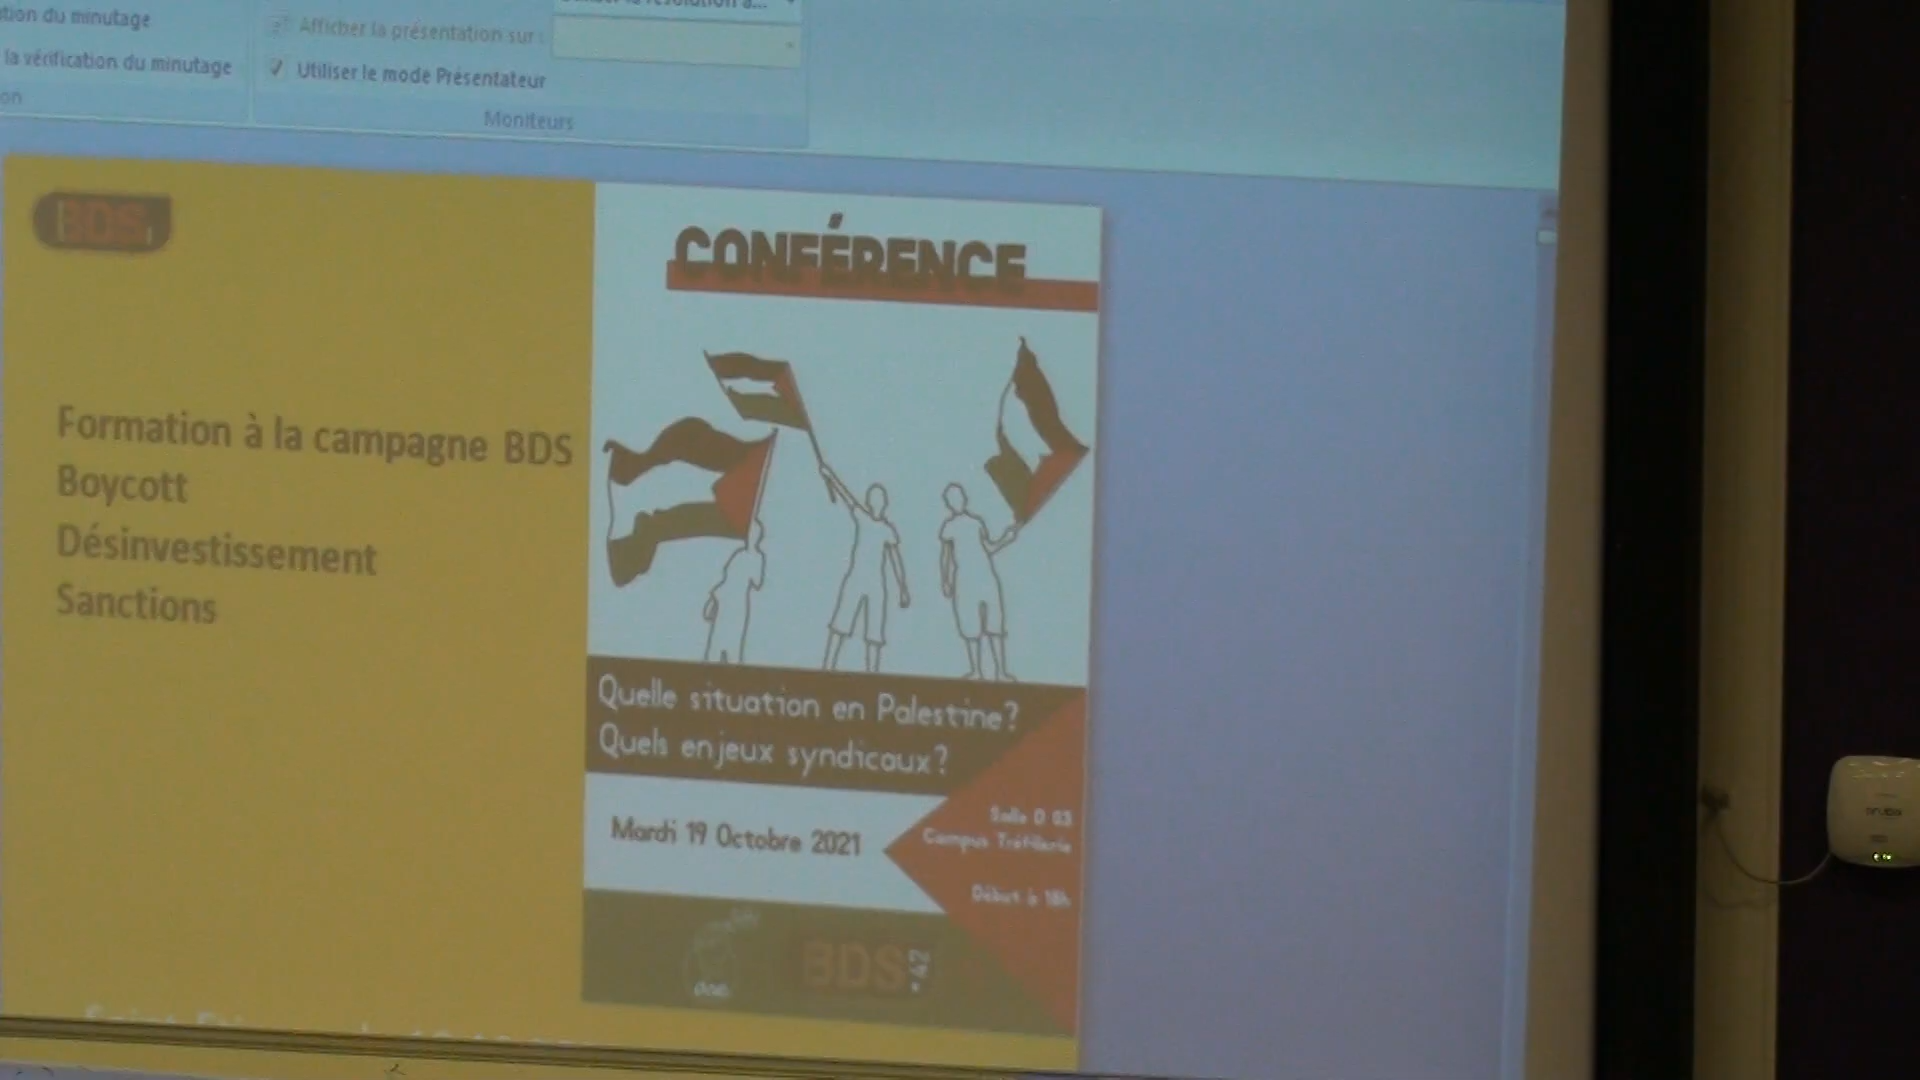 du minutage
la vérification du minutage
Afficher la présentation sur :
Utiliser le mode Présentateur
Moniteurs
BDS
Formation à la campagne BDS
Boycott
Désinvestissement
Sanctions
CONFÉRENCE
Quelle situation en Palestine?
Quels enjeux syndicaux?
Mardi 19 Octobre 2021
Salle D 03
Campus Tréfilerie
Début à 18h
BDS
42
aruba